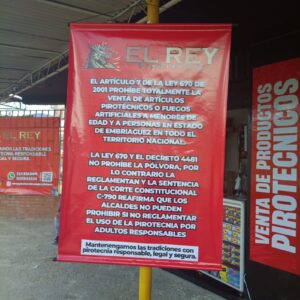 EL REY
EL ARTÍCULO 7 DE LA LEY 670 DE
2001 PROHÍBE TOTALMENTE LA
VENTA DE ARTÍCULOS
PIROTÉCNICOS O FUEGOS
ARTIFICIALES A MENORES DE
EDAD Y A PERSONAS EN ESTADO
DE EMBRIAGUEZ EN TODO EL
TERRITORIO NACIONAL.
LA LEY 670 Y EL DECRETO 4481
NO PROHÍBE LA PÓLVORA, POR
LO CONTRARIO LA
REGLAMENTAN Y LA SENTENCIA
DE LA CORTE CONSTITUCIONAL
C-790 REAFIRMA QUE LOS
ALCALDES NO PUEDEN
PROHIBIR SI NO REGLAMENTAR
EL USO DE LA PIROTECNIA POR
ADULTOS RESPONSABLES
Mantengamos las tradiciones con
pirotecnia responsable, legal y segura.
EL REY
VENTA DE PRODUCTOS
PIROTÉCNICOS